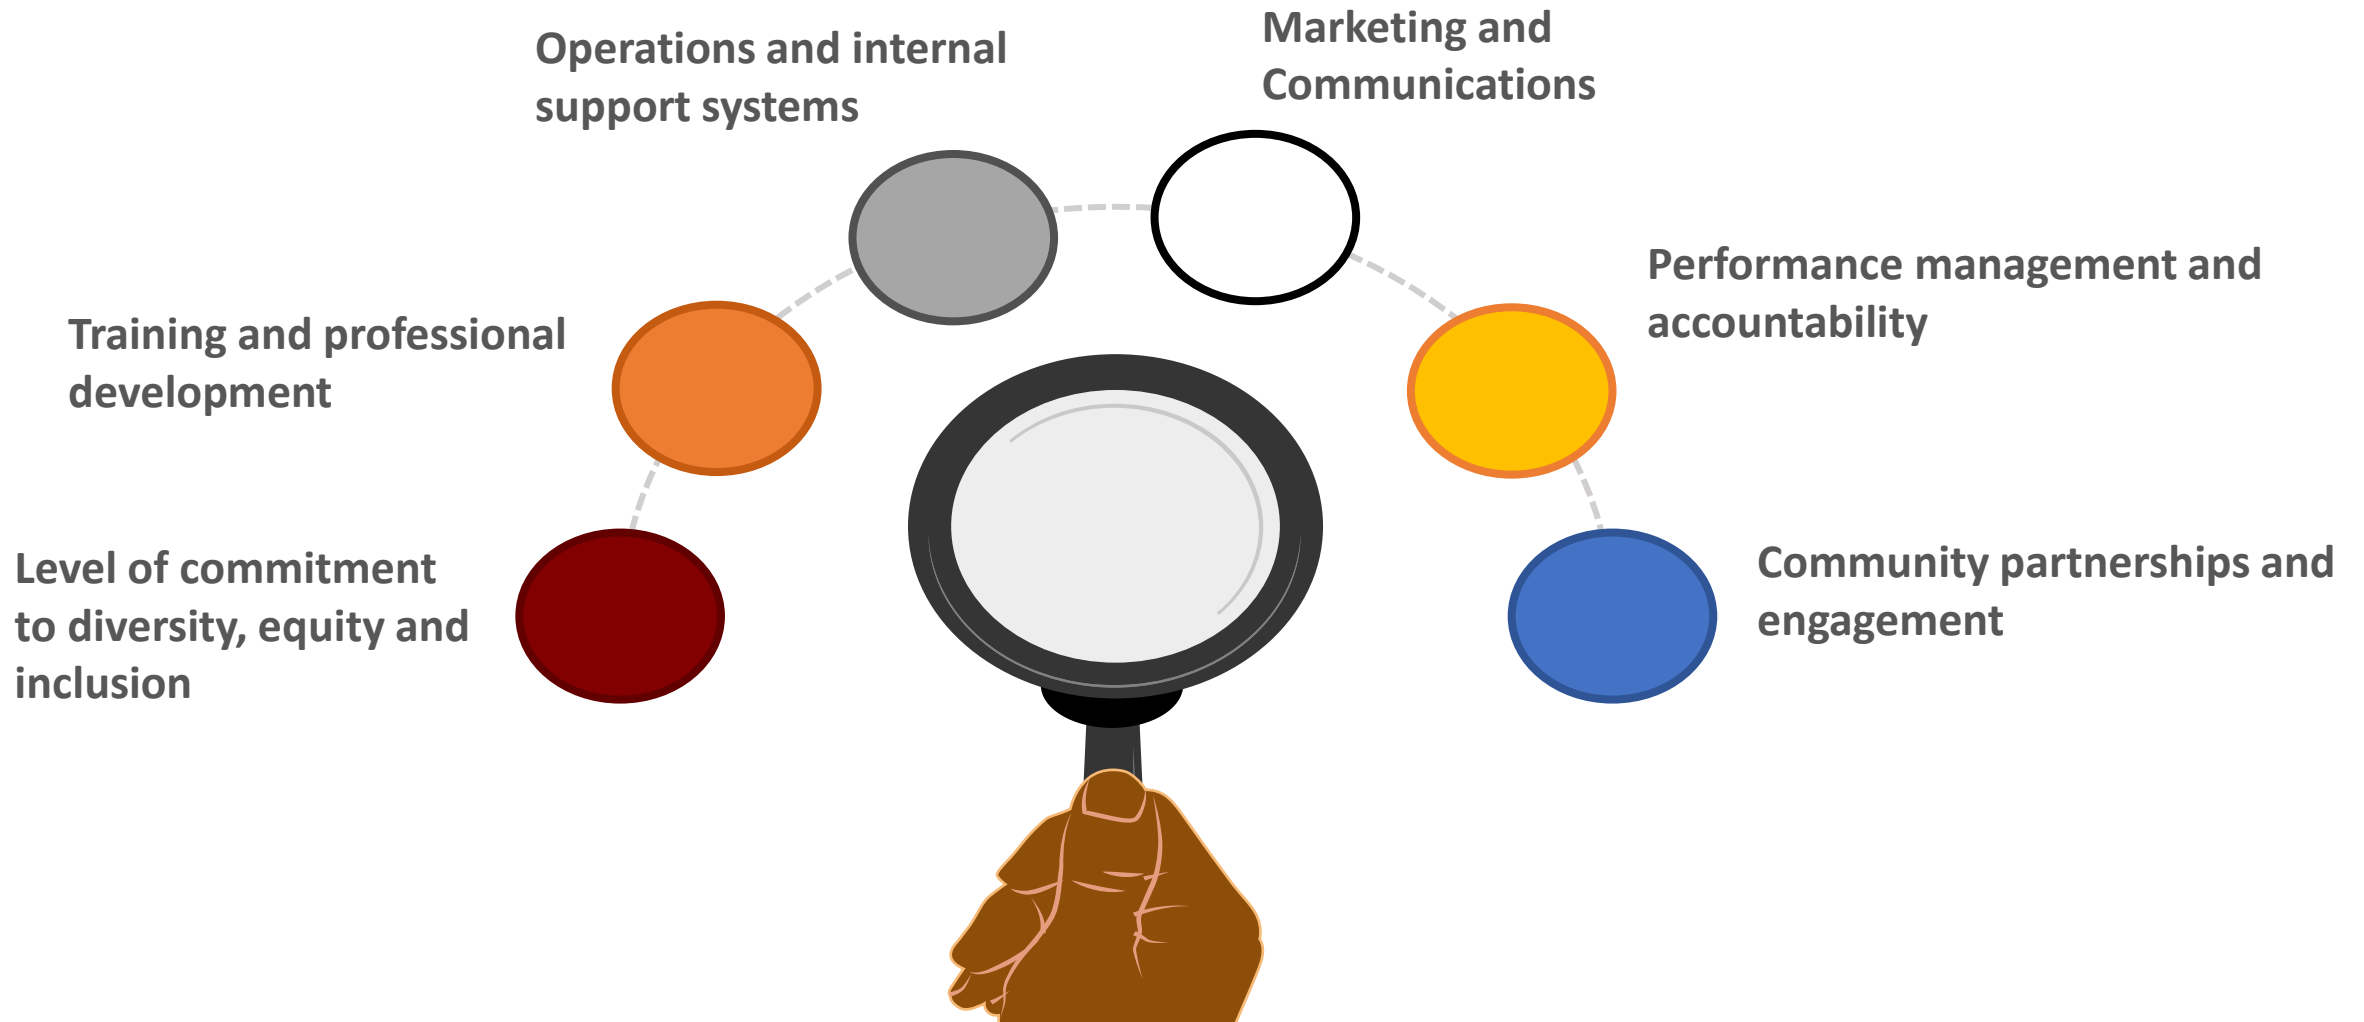 Operations and internal
support systems
Marketing and
Communications
Training and professional
development
Performance management and
accountability
Level of commitment
to diversity, equity and
inclusion
Community partnerships and
engagement